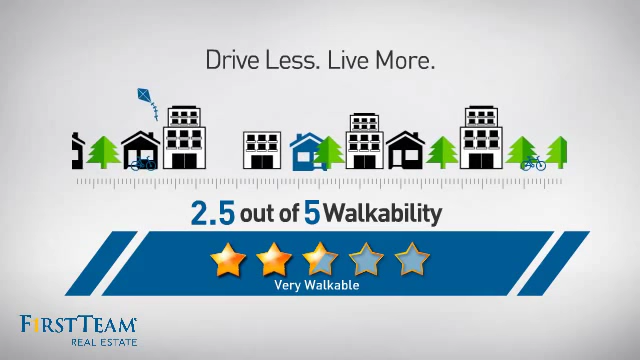 Drive Less. Live More.
2.5 out of 5 Walkability
Very Walkable
FIRSTTEAM®
REAL ESTATE